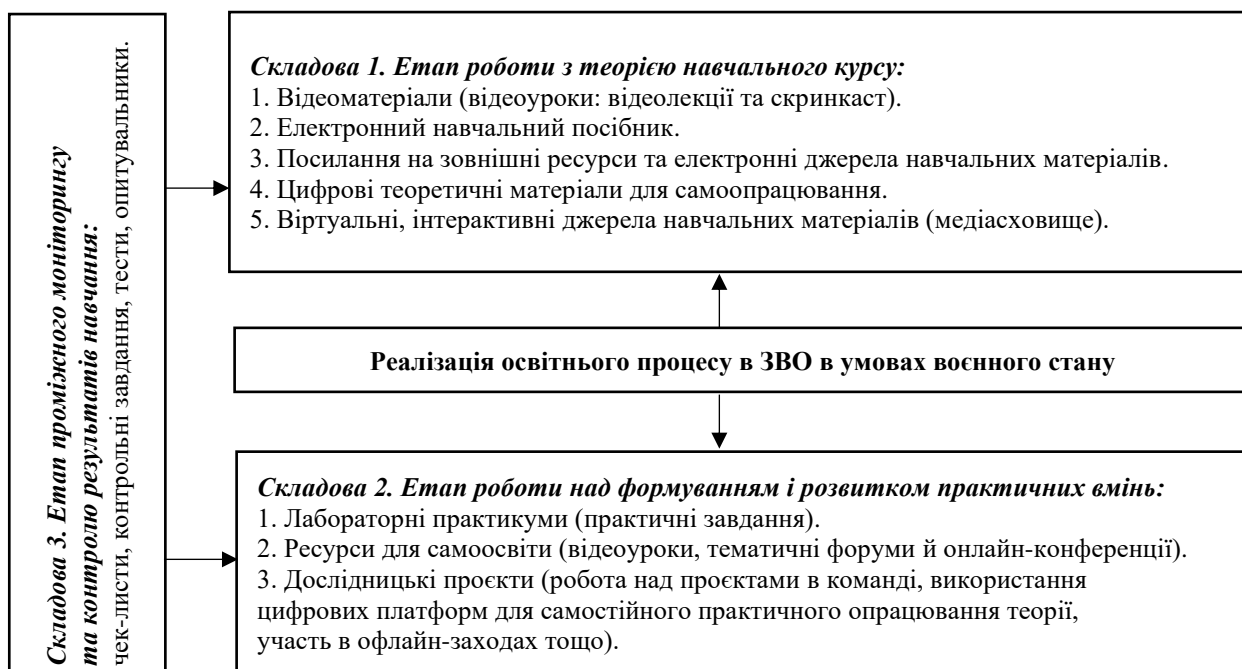 Складова 3. Етап проміжного моніторингу
та контролю результатів навчання:
чек-листи, контрольні завдання, тести, опитувальники.
Складова 1. Етап роботи з теорією навчального курсу:
1. Відеоматеріали (відеоуроки: відеолекції та скринкаст).
2. Електронний навчальний посібник.
3. Посилання на зовнішні ресурси та електронні джерела навчальних матеріалів.
4. Цифрові теоретичні матеріали для самоопрацювання.
5. Віртуальні, інтерактивні джерела навчальних матеріалів (медіасховище).
Реалізація освітнього процесу в ЗВО в умовах воєнного стану
Складова 2. Етап роботи над формуванням і розвитком практичних вмінь:
1. Лабораторні практикуми (практичні завдання).
2. Ресурси для самоосвіти (відеоуроки, тематичні форуми й онлайн-конференції).
3. Дослідницькі проєкти (робота над проєктами в команді, використання
цифрових платформ для самостійного практичного опрацювання теорії,
участь в офлайн-заходах тощо).